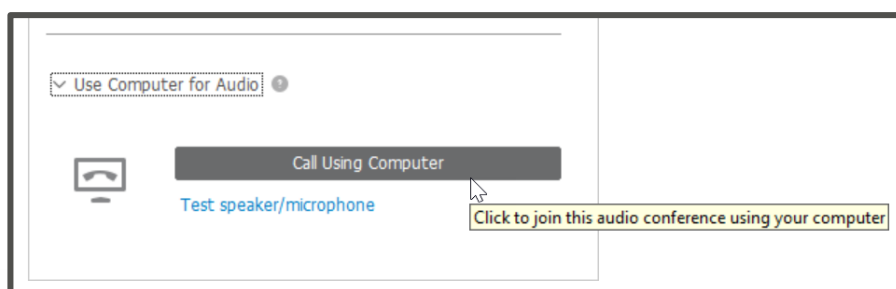 Use Computer for Audio
Call Using Computer
Test speaker/microphone
Click to join this audio conference using your computer